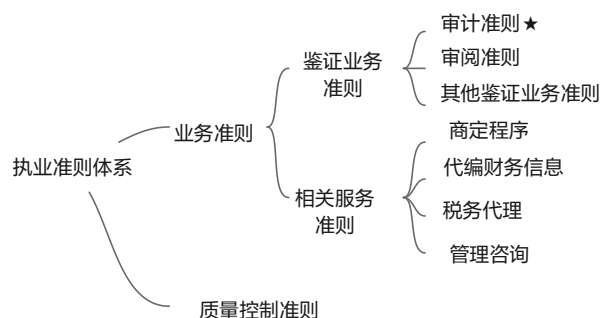 执业准则体系
业务准则
鉴证业务
准则
审计准则★
审阅准则
其他鉴证业务准则
相关服务
准则
商定程序
代编财务信息
税务代理
管理咨询
质量控制准则